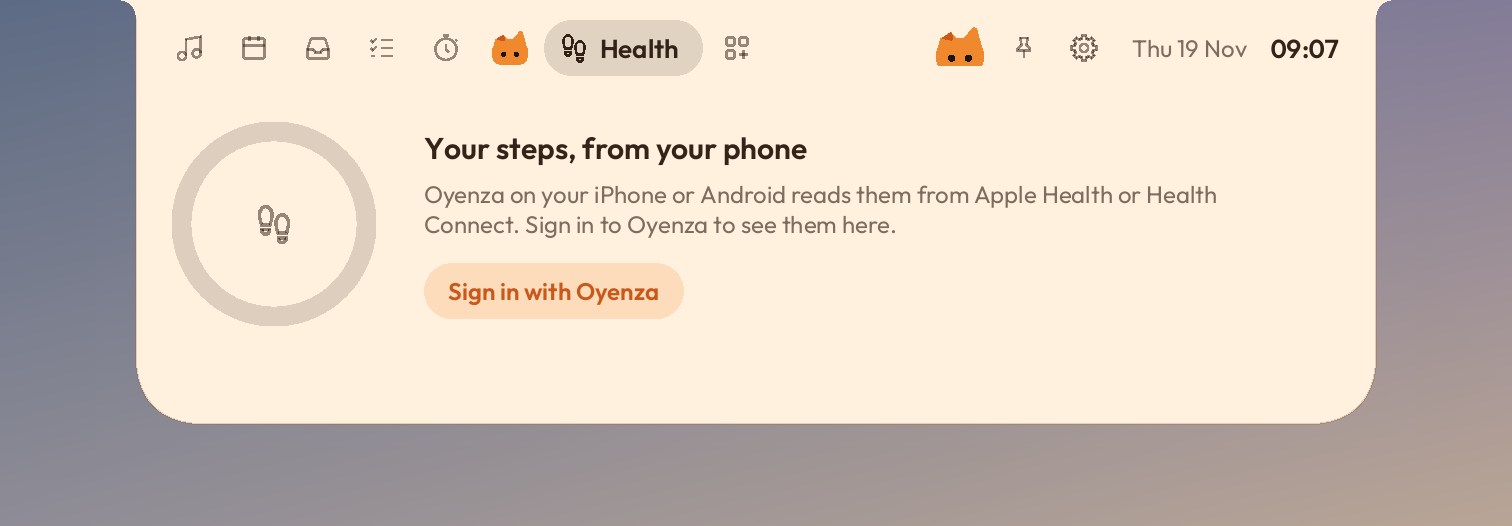 Health
Thu 19 Nov 09:07
Your steps, from your phone
Oyenza on your iPhone or Android reads them from Apple Health or Health
Connect. Sign in to Oyenza to see them here.
Sign in with Oyenza